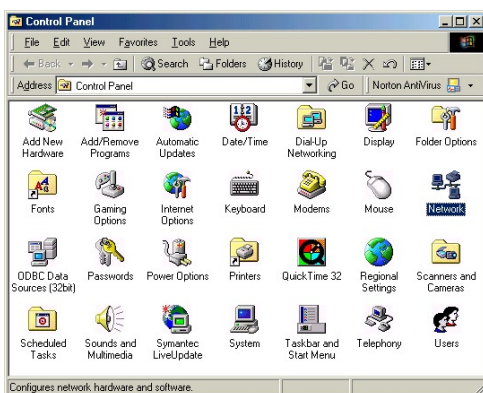 Control Panel
File Edit View Favorites Tools Help
Back Search Folders History
Address Control Panel Go Norton AntiVirus
Add New Hardware
Add/Remove Programs
Automatic Updates
Date/Time
Dial-Up Networking
Display
Folder Options
Fonts
Gaming Options
Internet Options
Keyboard
Modems
Mouse
Network
ODBC Data Sources (32bit)
Passwords
Power Options
Printers
QuickTime 32
Regional Settings
Scanners and Cameras
Scheduled Tasks
Sounds and Multimedia
Symantec LiveUpdate
System
Taskbar and Start Menu
Telephony
Users
Configures network hardware and software.